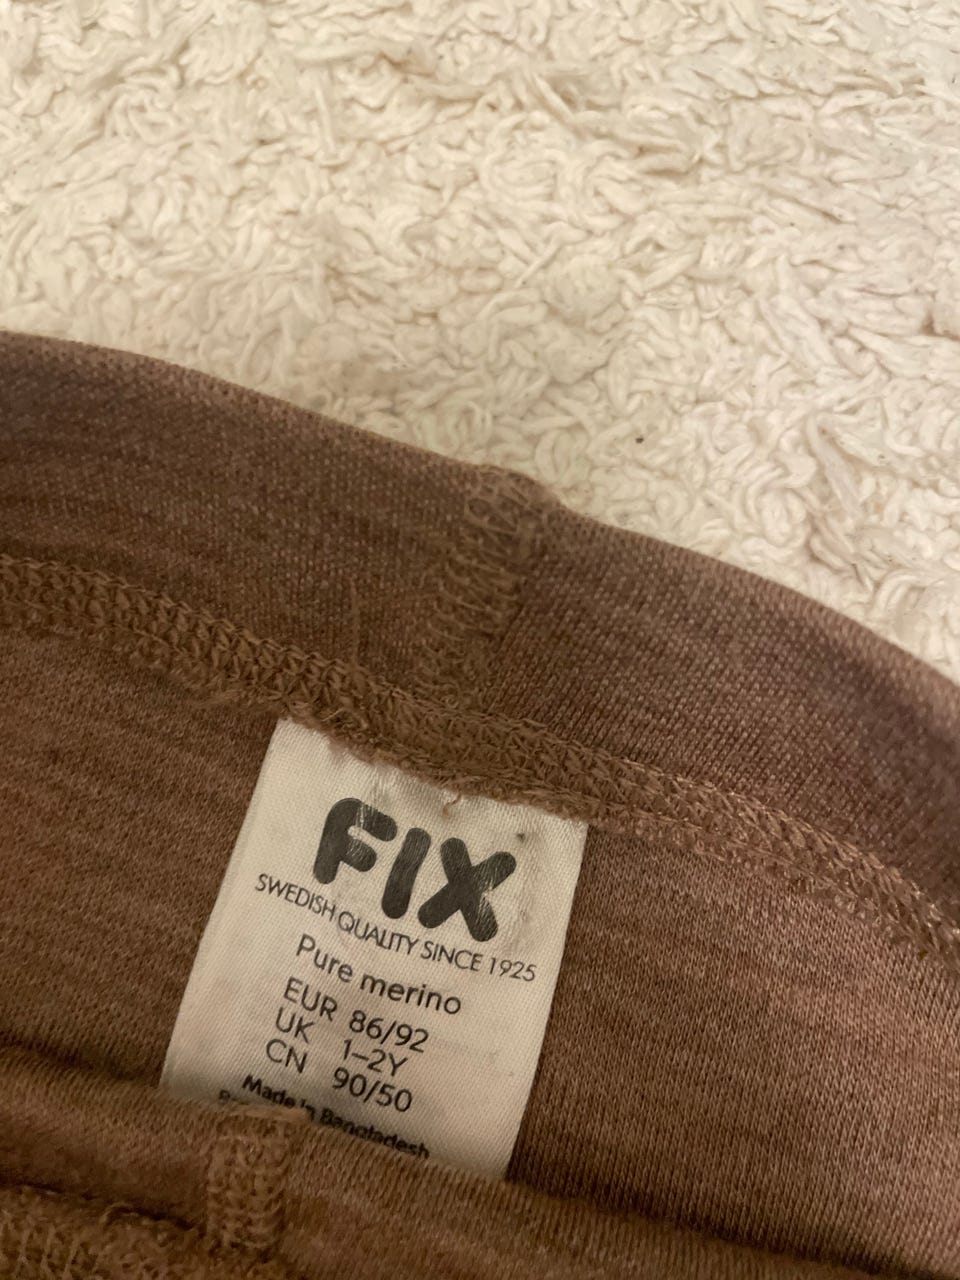 FIX
SWEDISH QUALITY SINCE 1925
Pure merino
EUR 86/92
UK 1–2Y
CN 90/50
Made in Bangladesh